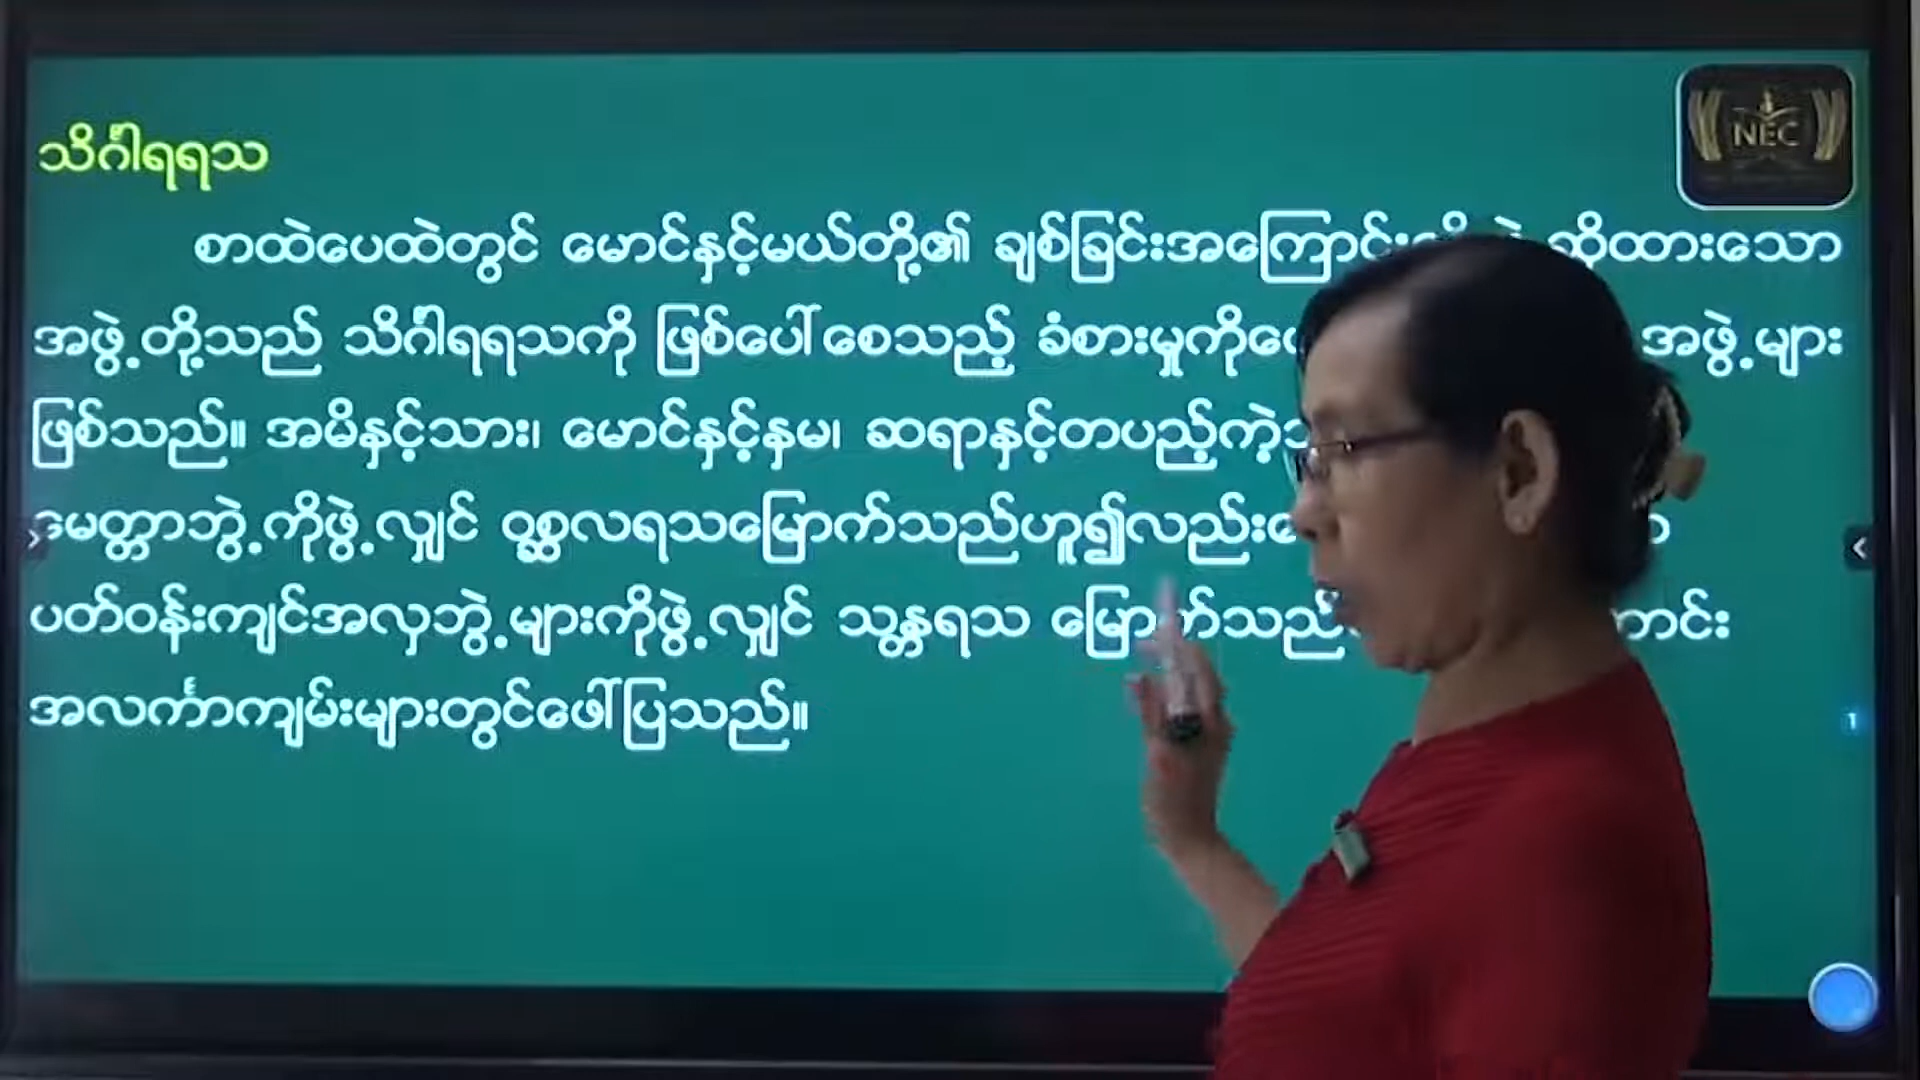 NEC
သိင်္ဂါရရသ
စာထဲပေထဲတွင် မောင်နှင့်မယ်တို့၏ ချစ်ခြင်းအကြောင်း ဆိုထားသော
အဖွဲ့တို့သည် သိင်္ဂါရရသကို ဖြစ်ပေါ်စေသည့် ခံစားမှုကို အဖွဲ့များ
ဖြစ်သည်။ အမိနှင့်သား၊ မောင်နှင့်နှမ၊ ဆရာနှင့်တပည့်ကဲ့
ဒမတ္တာဘွဲ့ကိုဖွဲ့လျှင် ဝစ္ဆလရသမြောက်သည်ဟူ၍လည်း
ပတ်ဝန်းကျင်အလှဘွဲ့များကိုဖွဲ့လျှင် သန္တရသ မြောက်သည်
အလင်္ကာကျမ်းများတွင်ဖေါ်ပြသည်။
1